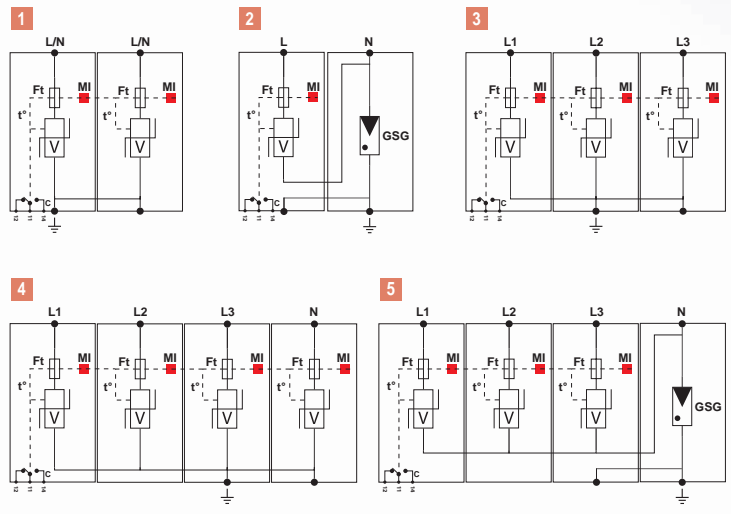 1
L/N L/N
Ft MI Ft MI
t° t°
V V
C
12 11 14
2
L N
Ft MI
t°
GSG
V
C
12 11 14
3
L1 L2 L3
Ft MI Ft MI Ft MI
t° t° t°
V V V
C
12 11 14
4
L1 L2 L3 N
Ft MI Ft MI Ft MI Ft MI
t° t° t° t°
V V V V
C
12 11 14
5
L1 L2 L3 N
Ft MI Ft MI Ft MI
t° t° t°
GSG
V V V
C
12 11 14